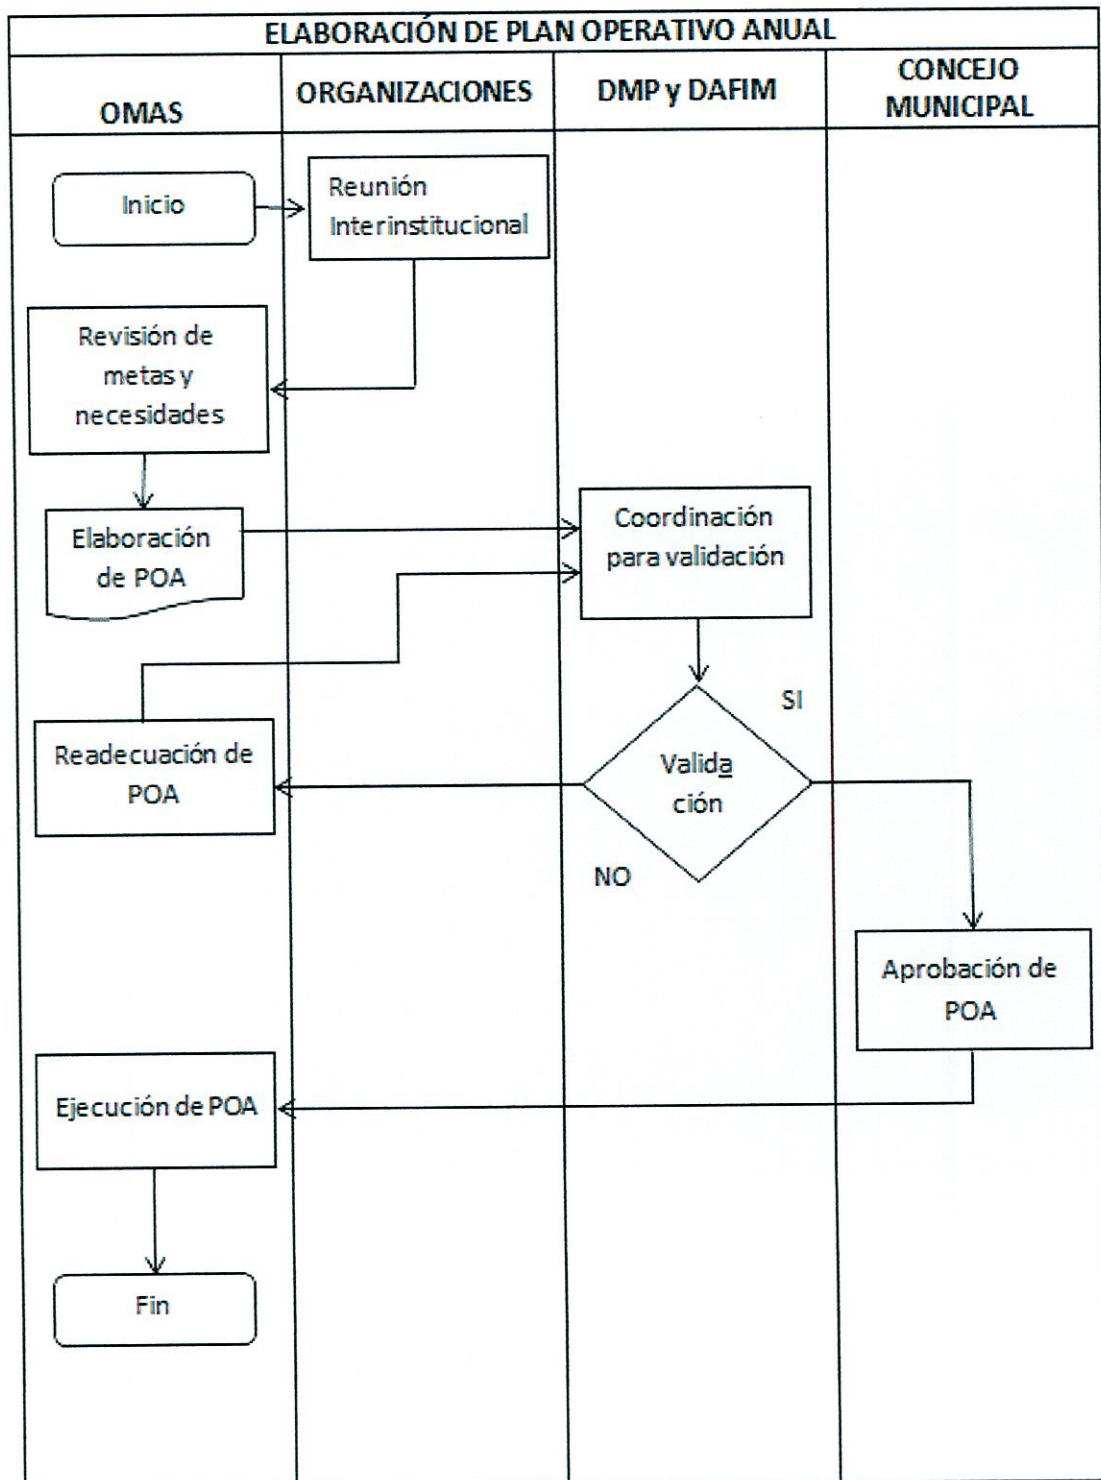 ELABORACIÓN DE PLAN OPERATIVO ANUAL
OMAS
ORGANIZACIONES
DMP y DAFIM
CONCEJO
MUNICIPAL
Inicio
Reunión
Interinstitucional
Revisión de
metas y
necesidades
Elaboración
de POA
Coordinación
para validación
Readecuación de
POA
Valida
ción
SI
NO
Aprobación de
POA
Ejecución de POA
Fin